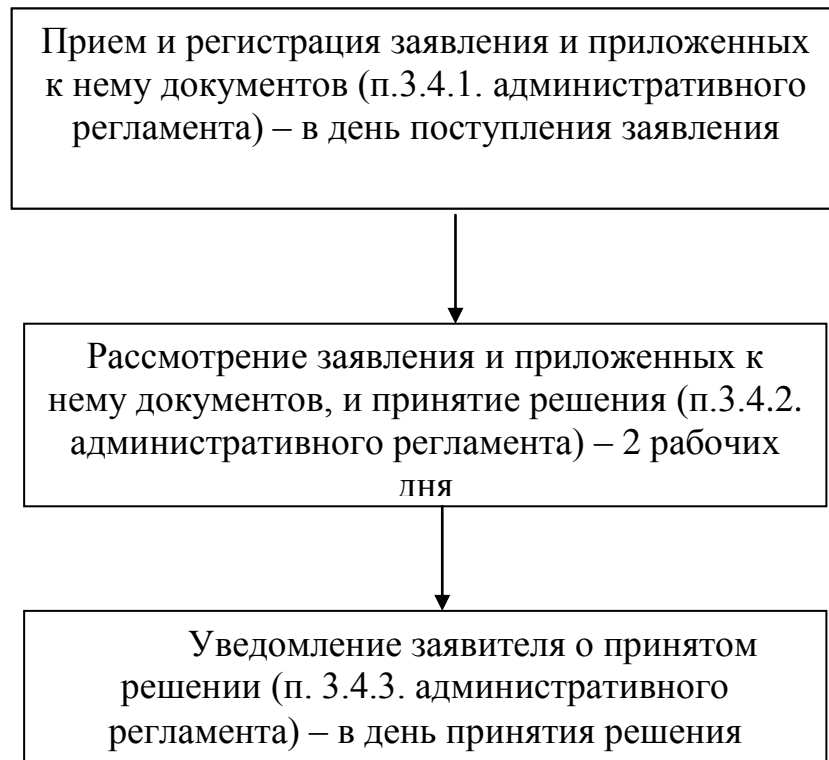 Прием и регистрация заявления и приложенных
к нему документов (п.3.4.1. административного
регламента) – в день поступления заявления
Рассмотрение заявления и приложенных к
нему документов, и принятие решения (п.3.4.2.
административного регламента) – 2 рабочих
дня
Уведомление заявителя о принятом
решении (п. 3.4.3. административного
регламента) – в день принятия решения